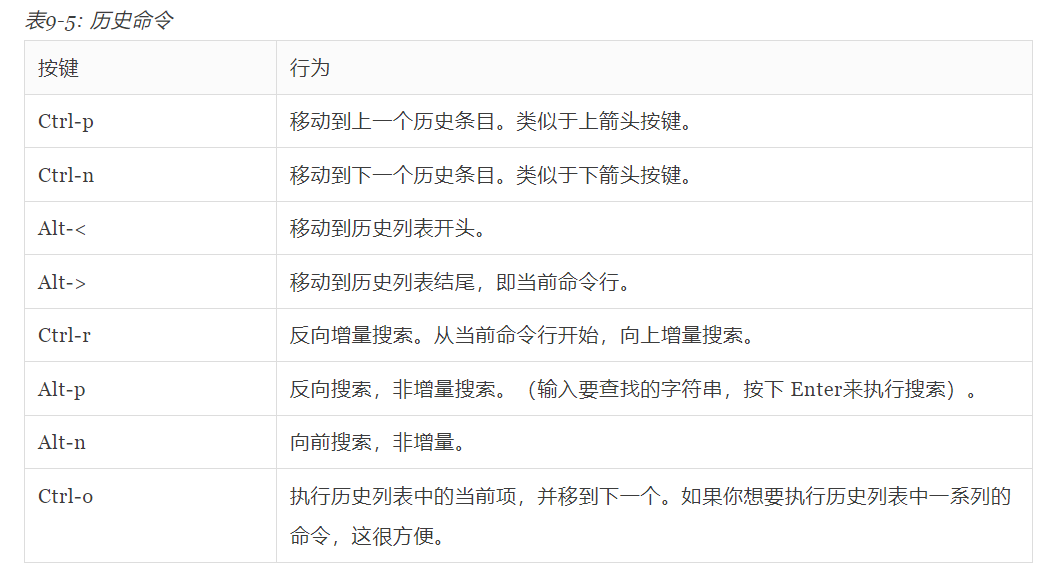 表9-5: 历史命令
按键 行为
Ctrl-p 移动到上一个历史条目。类似于上箭头按键。
Ctrl-n 移动到下一个历史条目。类似于下箭头按键。
Alt-< 移动到历史列表开头。
Alt-> 移动到历史列表结尾，即当前命令行。
Ctrl-r 反向增量搜索。从当前命令行开始，向上增量搜索。
Alt-p 反向搜索，非增量搜索。（输入要查找的字符串，按下 Enter来执行搜索）。
Alt-n 向前搜索，非增量。
Ctrl-o 执行历史列表中的当前项，并移到下一个。如果你想要执行历史列表中一系列的
命令，这很方便。